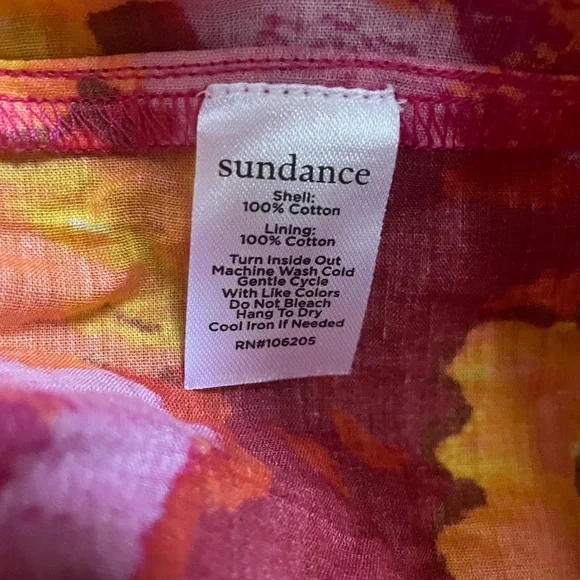 sundance
Shell:
100% Cotton
Lining:
100% Cotton
Turn Inside Out
Machine Wash Cold
Gentle Cycle
With Like Colors
Do Not Bleach
Hang To Dry
Cool Iron If Needed
RN#106205